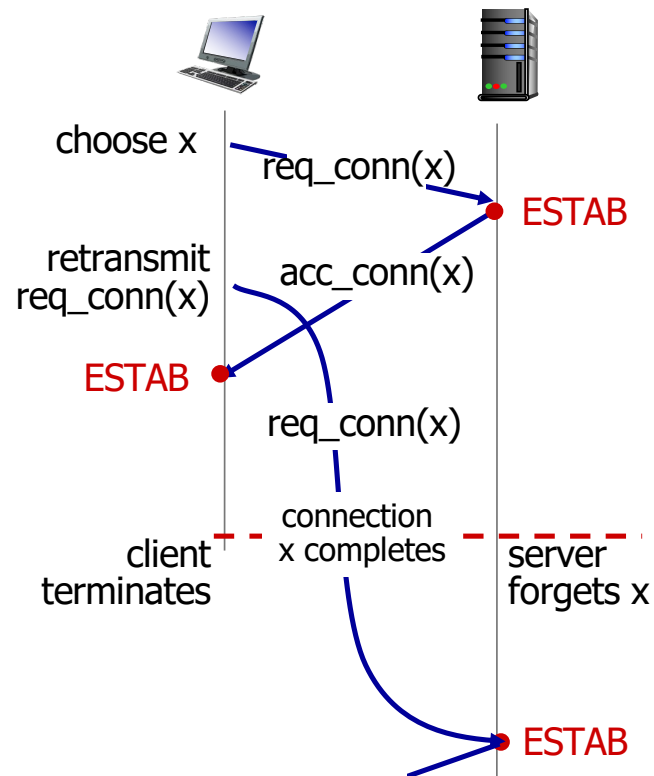 choose x
req_conn(x)
ESTAB
retransmit
req_conn(x)
acc_conn(x)
ESTAB
req_conn(x)
connection
x completes
client
terminates
server
forgets x
ESTAB